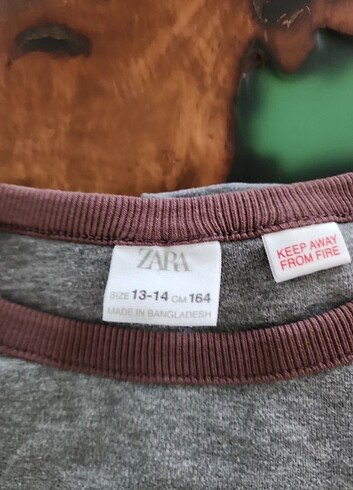 ZARA
SIZE 13-14 CM 164
MADE IN BANGLADESH
KEEP AWAY
FROM FIRE